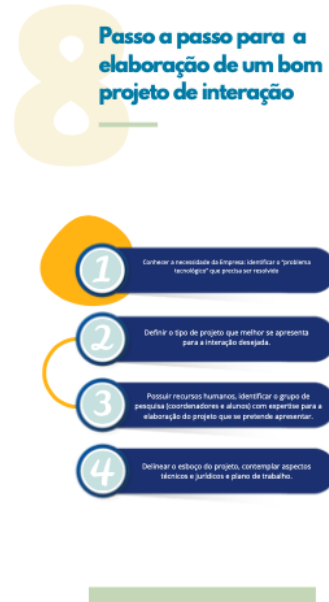 8
Passo a passo para a
elaboração de um bom
projeto de interação
1
Conhecer a necessidade da Empresa: identificar o "problema
tecnológico" que precisa ser resolvido
2
Definir o tipo de projeto que melhor se apresenta
para a interação desejada.
3
Possuir recursos humanos, identificar o grupo de
pesquisa (coordenadores e alunos) com expertise para a
elaboração do projeto que se pretende apresentar.
4
Delinear o esboço do projeto, contemplar aspectos
técnicos e jurídicos e plano de trabalho.